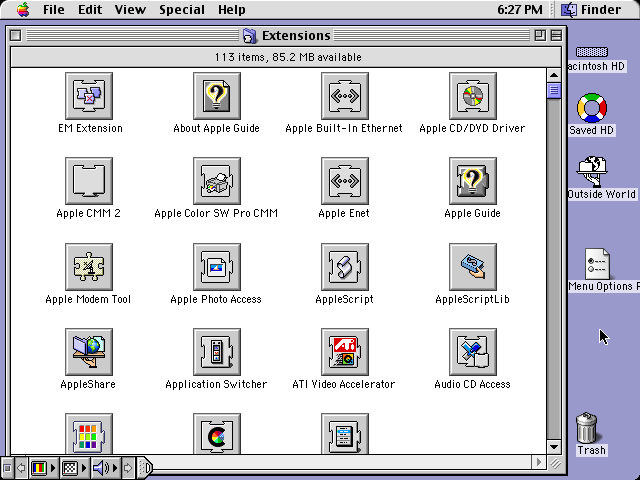 File Edit View Special Help 6:27 PM Finder
Extensions
113 items, 85.2 MB available
EM Extension About Apple Guide Apple Built-In Ethernet Apple CD/DVD Driver
Apple CMM 2 Apple Color SW Pro CMM Apple Enet Apple Guide
Apple Modem Tool Apple Photo Access AppleScript AppleScriptLib
AppleShare Application Switcher ATI Video Accelerator Audio CD Access
ATI
acintosh HD
Saved HD
Outside World
Menu Options F
Trash